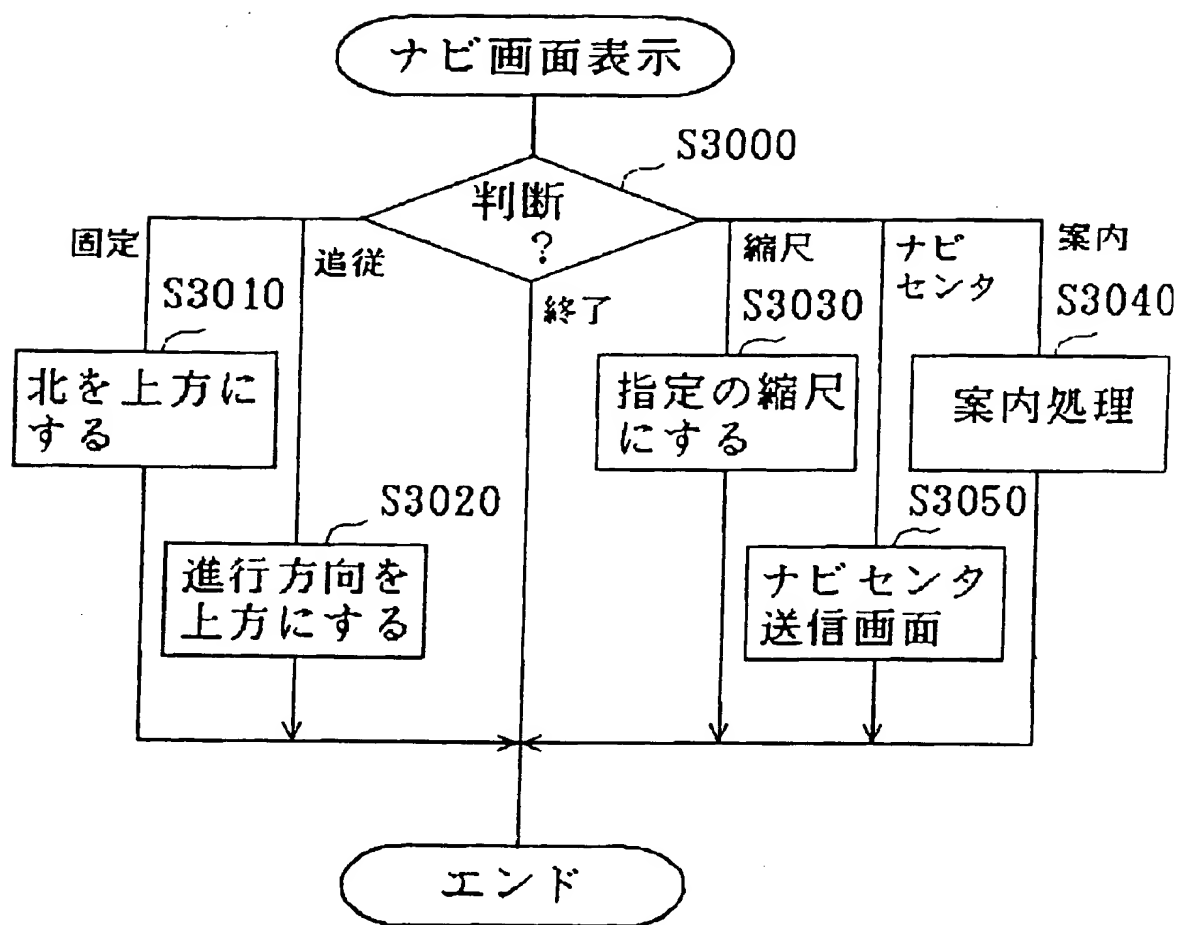 ナビ画面表示
S3000
判断
?
固定
追従
終了
縮尺
ナビ
センタ
案内
S3010
S3030
S3040
北を上方に
する
指定の縮尺
にする
案内処理
S3020
S3050
進行方向を
上方にする
ナビセンタ
送信画面
エンド